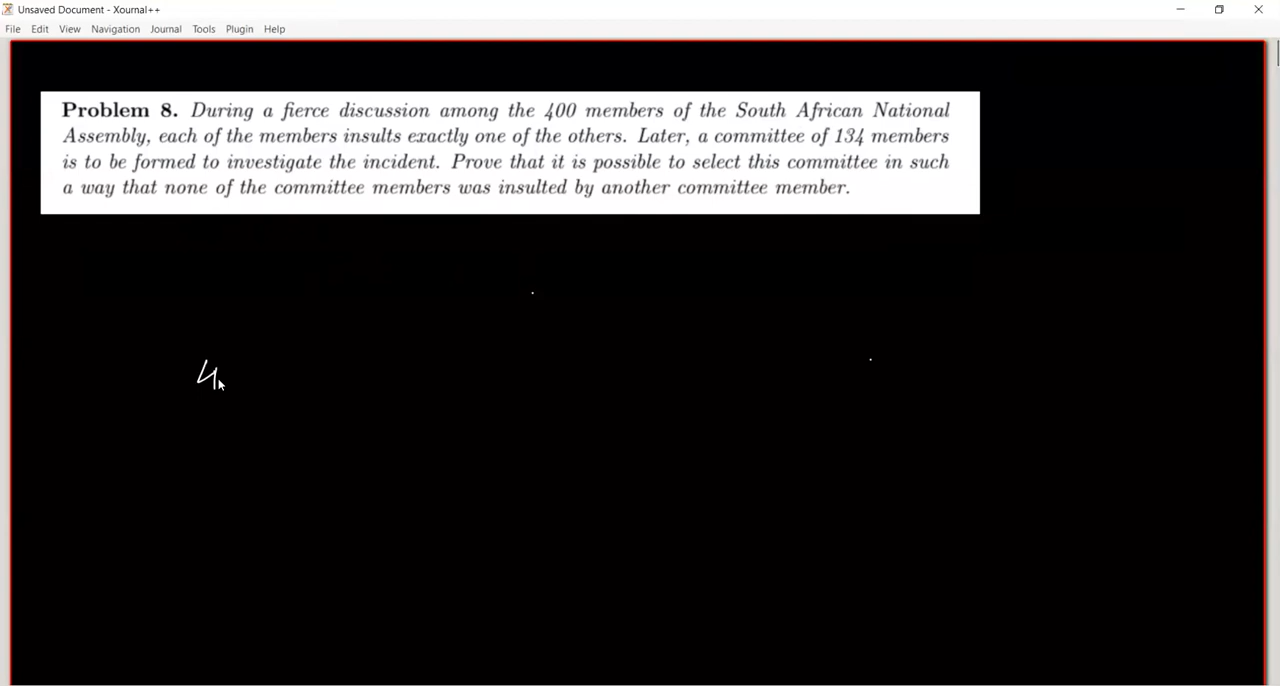 Unsaved Document - Xournal++
File Edit View Navigation Journal Tools Plugin Help
Problem 8. During a fierce discussion among the 400 members of the South African National
Assembly, each of the members insults exactly one of the others. Later, a committee of 134 members
is to be formed to investigate the incident. Prove that it is possible to select this committee in such
a way that none of the committee members was insulted by another committee member.
4